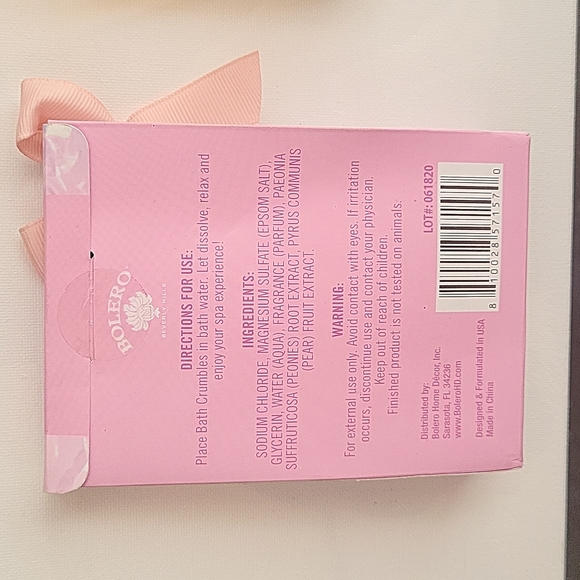 BOLERO
BEVERLY HILLS
DIRECTIONS FOR USE:
Place Bath Crumbles in bath water. Let dissolve, relax and
enjoy your spa experience!
INGREDIENTS:
SODIUM CHLORIDE, MAGNESIUM SULFATE (EPSOM SALT),
GLYCERIN, WATER (AQUA), FRAGRANCE (PARFUM), PAEONIA
SUFFRUTICOSA (PEONIES) ROOT EXTRACT, PYRUS COMMUNIS
(PEAR) FRUIT EXTRACT.
WARNING:
For external use only. Avoid contact with eyes. If irritation
occurs, discontinue use and contact your physician.
Keep out of reach of children.
Finished product is not tested on animals.
Distributed by:
Bolero Home Décor, Inc.
Sarasota, FL 34236
www.BoleroHD.com
Designed & Formulated in USA
Made in China
LOT#: 061820
8 10028 57157 0